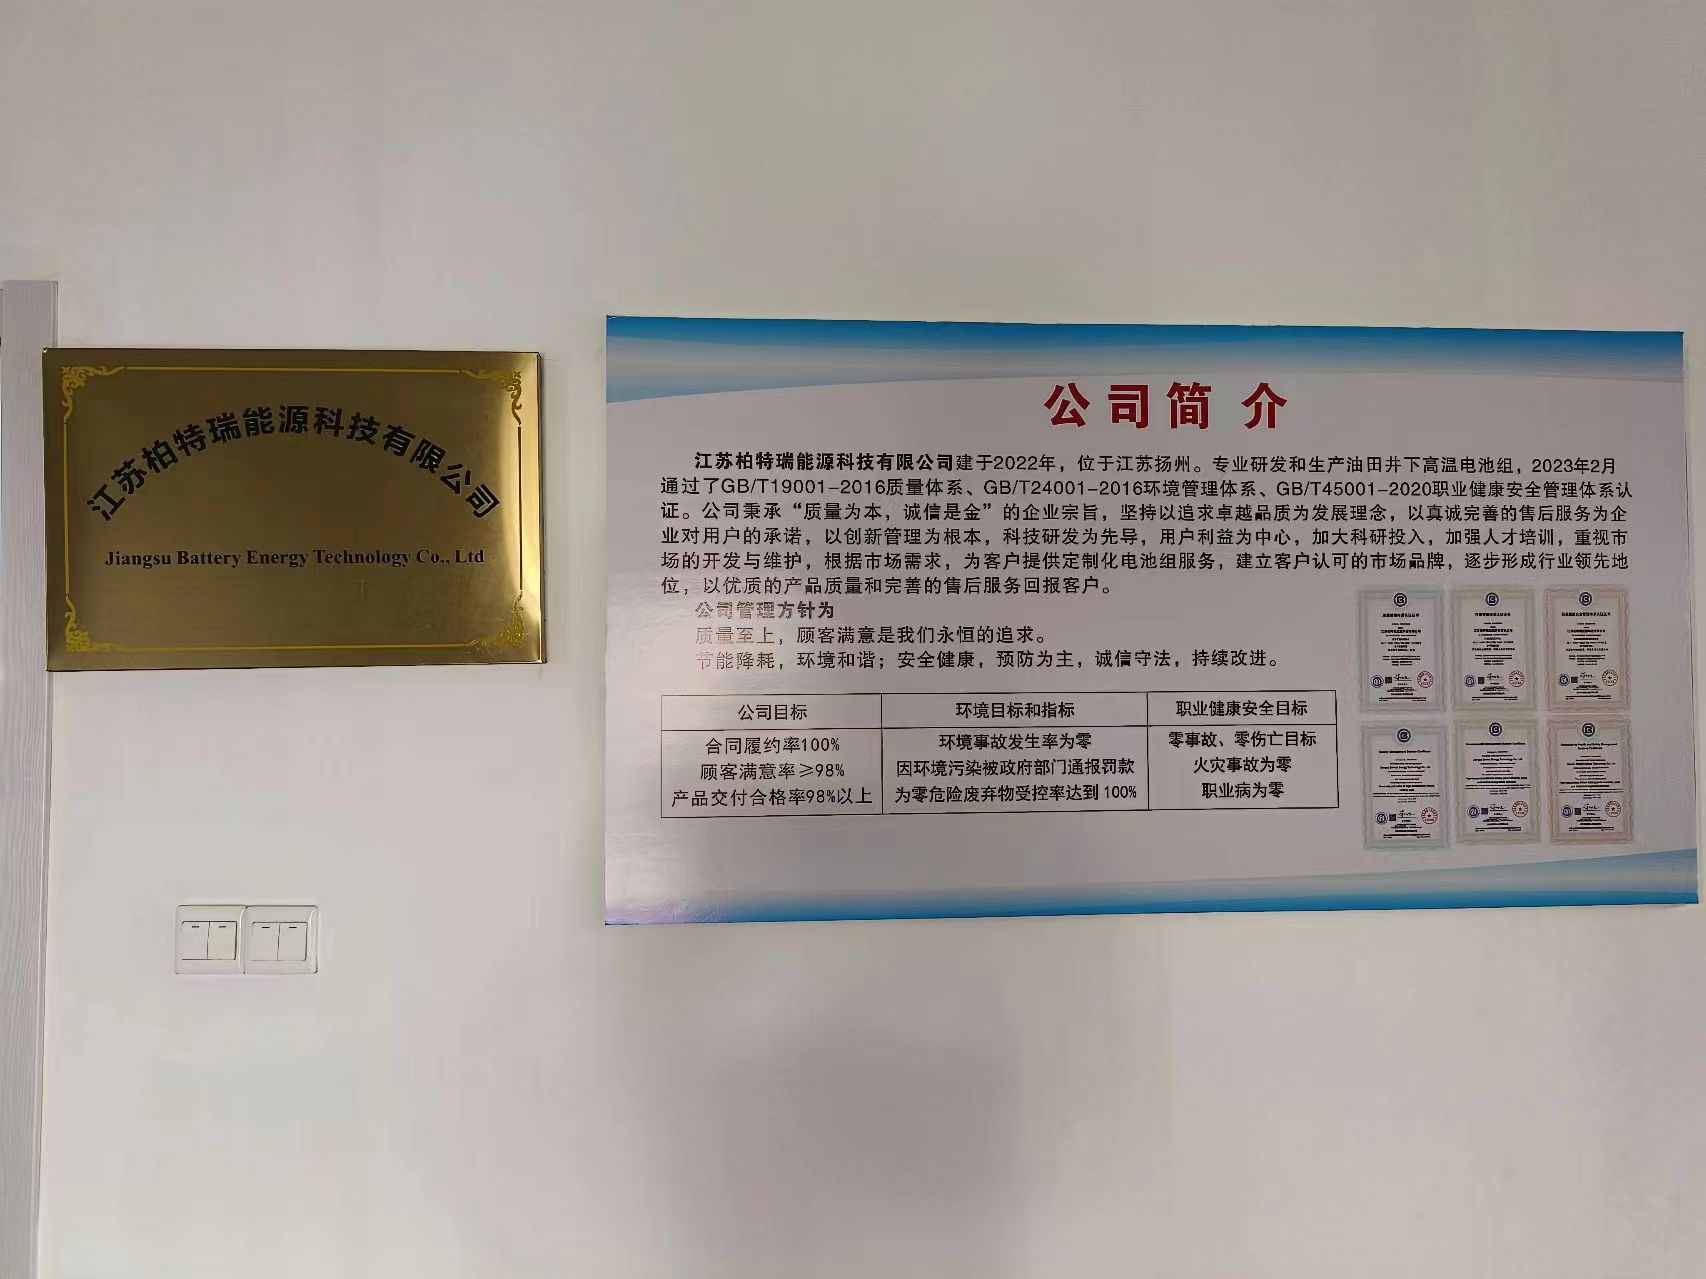 江苏柏特瑞能源科技有限公司
Jiangsu Battery Energy Technology Co., Ltd
公司简介
江苏柏特瑞能源科技有限公司建于2022年，位于江苏扬州。专业研发和生产油田井下高温电池组，2023年2月
通过了GB/T19001-2016质量体系、GB/T24001-2016环境管理体系、GB/T45001-2020职业健康安全管理体系认
证。公司秉承“质量为本，诚信是金”的企业宗旨，坚持以追求卓越品质为发展理念，以真诚完善的售后服务为企
业对用户的承诺，以创新管理为根本，科技研发为先导，用户利益为中心，加大科研投入，加强人才培训，重视市
场的开发与维护，根据市场需求，为客户提供定制化电池组服务，建立客户认可的市场品牌，逐步形成行业领先地
位，以优质的产品质量和完善的售后服务回报客户。
公司管理方针为
质量至上，顾客满意是我们永恒的追求。
节能降耗，环境和谐；安全健康，预防为主，诚信守法，持续改进。
公司目标 环境目标和指标 职业健康安全目标
合同履约率100% 环境事故发生率为零 零事故、零伤亡目标
顾客满意率≥98% 因环境污染被政府部门通报罚款 火灾事故为零
产品交付合格率98%以上 为零危险废弃物受控率达到100% 职业病为零